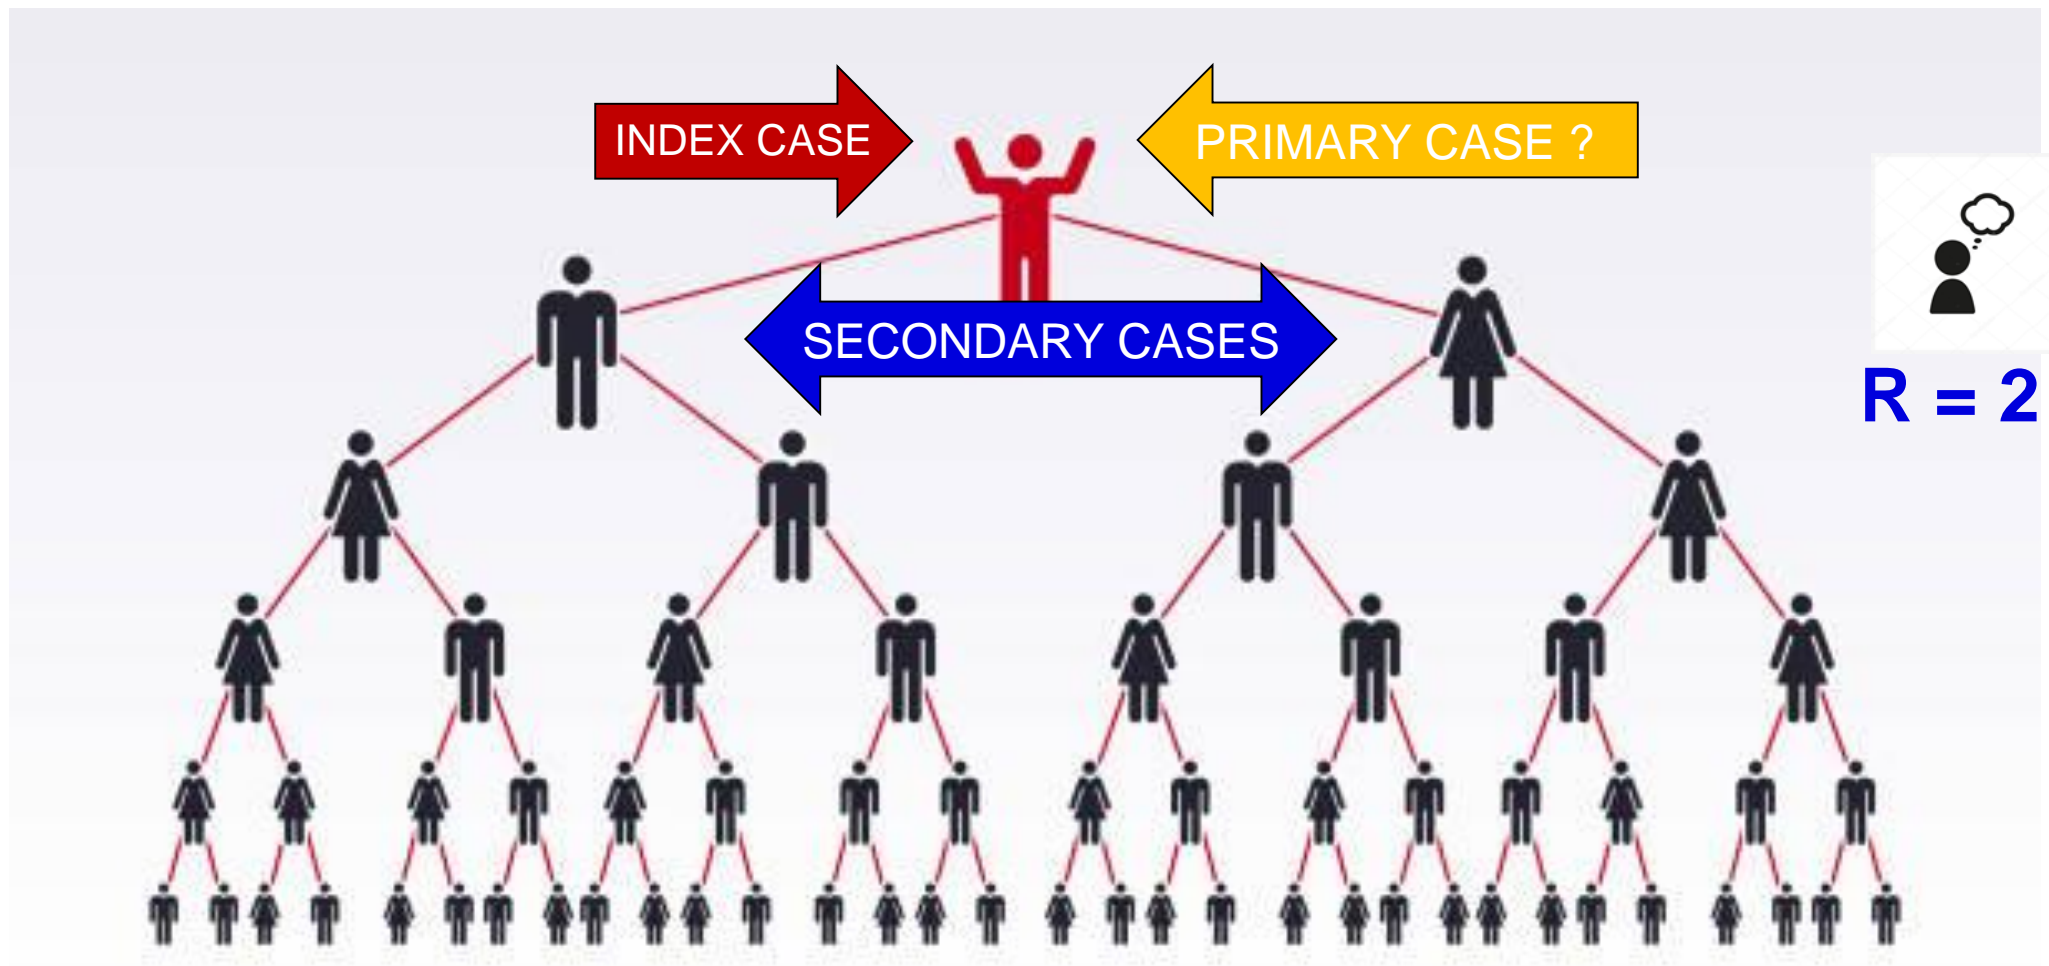 INDEX CASE
PRIMARY CASE ?
SECONDARY CASES
R = 2